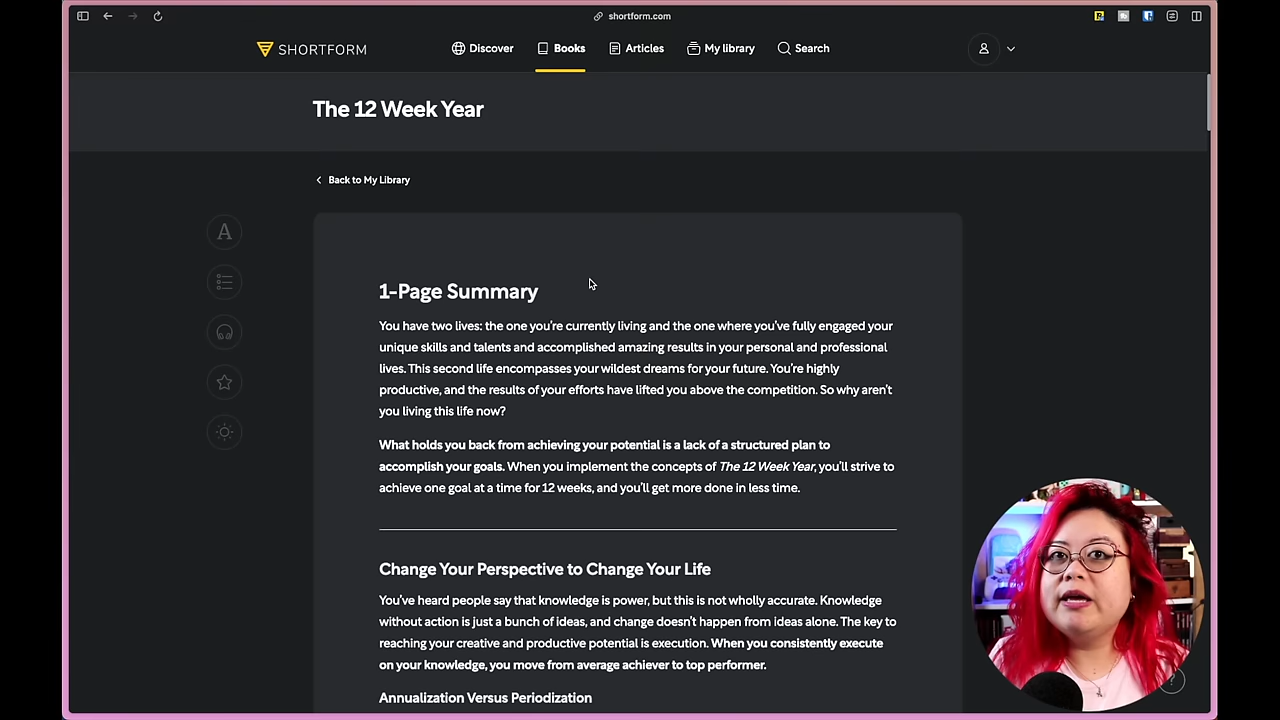 shortform.com
SHORTFORM
Discover
Books
Articles
My library
Search
The 12 Week Year
Back to My Library
A
1-Page Summary
You have two lives: the one you're currently living and the one where you've fully engaged your
unique skills and talents and accomplished amazing results in your personal and professional
lives. This second life encompasses your wildest dreams for your future. You're highly
productive, and the results of your efforts have lifted you above the competition. So why aren't
you living this life now?
What holds you back from achieving your potential is a lack of a structured plan to
accomplish your goals. When you implement the concepts of The 12 Week Year, you'll strive to
achieve one goal at a time for 12 weeks, and you'll get more done in less time.
Change Your Perspective to Change Your Life
You've heard people say that knowledge is power, but this is not wholly accurate. Knowledge
without action is just a bunch of ideas, and change doesn't happen from ideas alone. The key to
reaching your creative and productive potential is execution. When you consistently execute
on your knowledge, you move from average achiever to top performer.
Annualization Versus Periodization